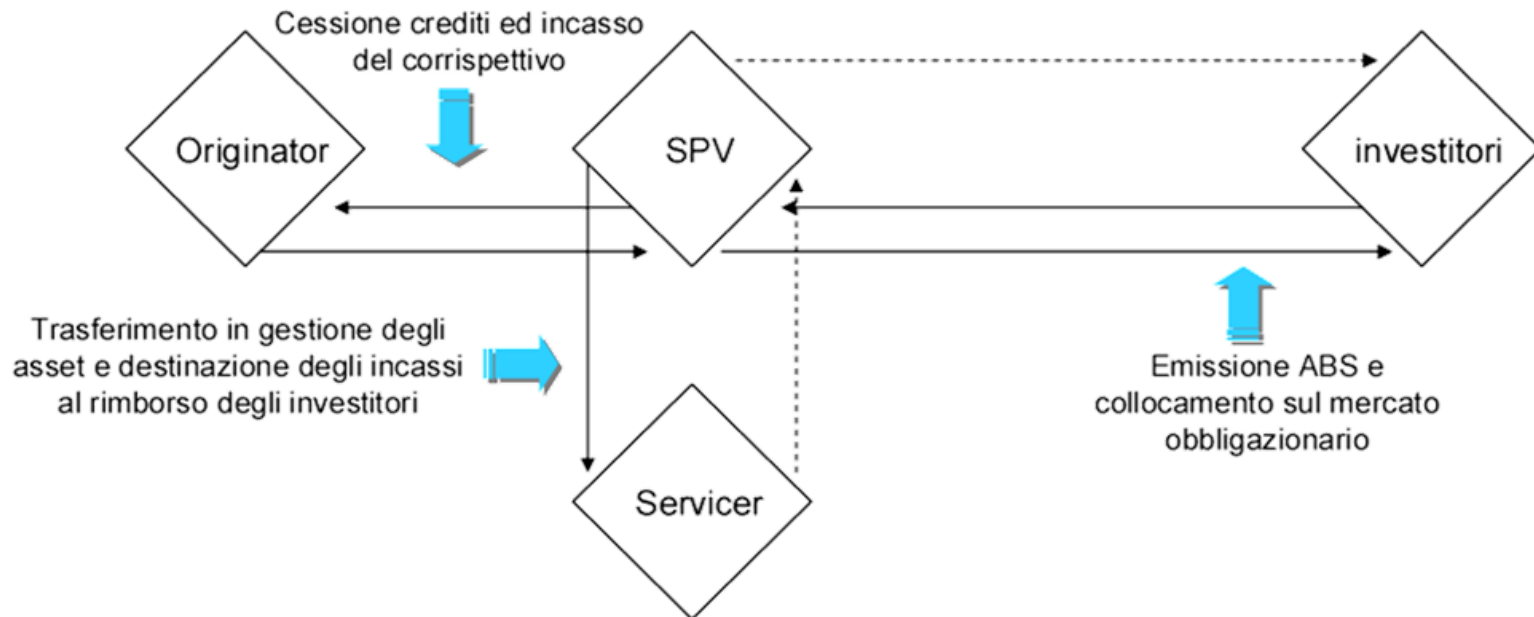 Cessione crediti ed incasso
del corrispettivo
Originator
SPV
investitori
Trasferimento in gestione degli
asset e destinazione degli incassi
al rimborso degli investitori
Emissione ABS e
collocamento sul mercato
obbligazionario
Servicer